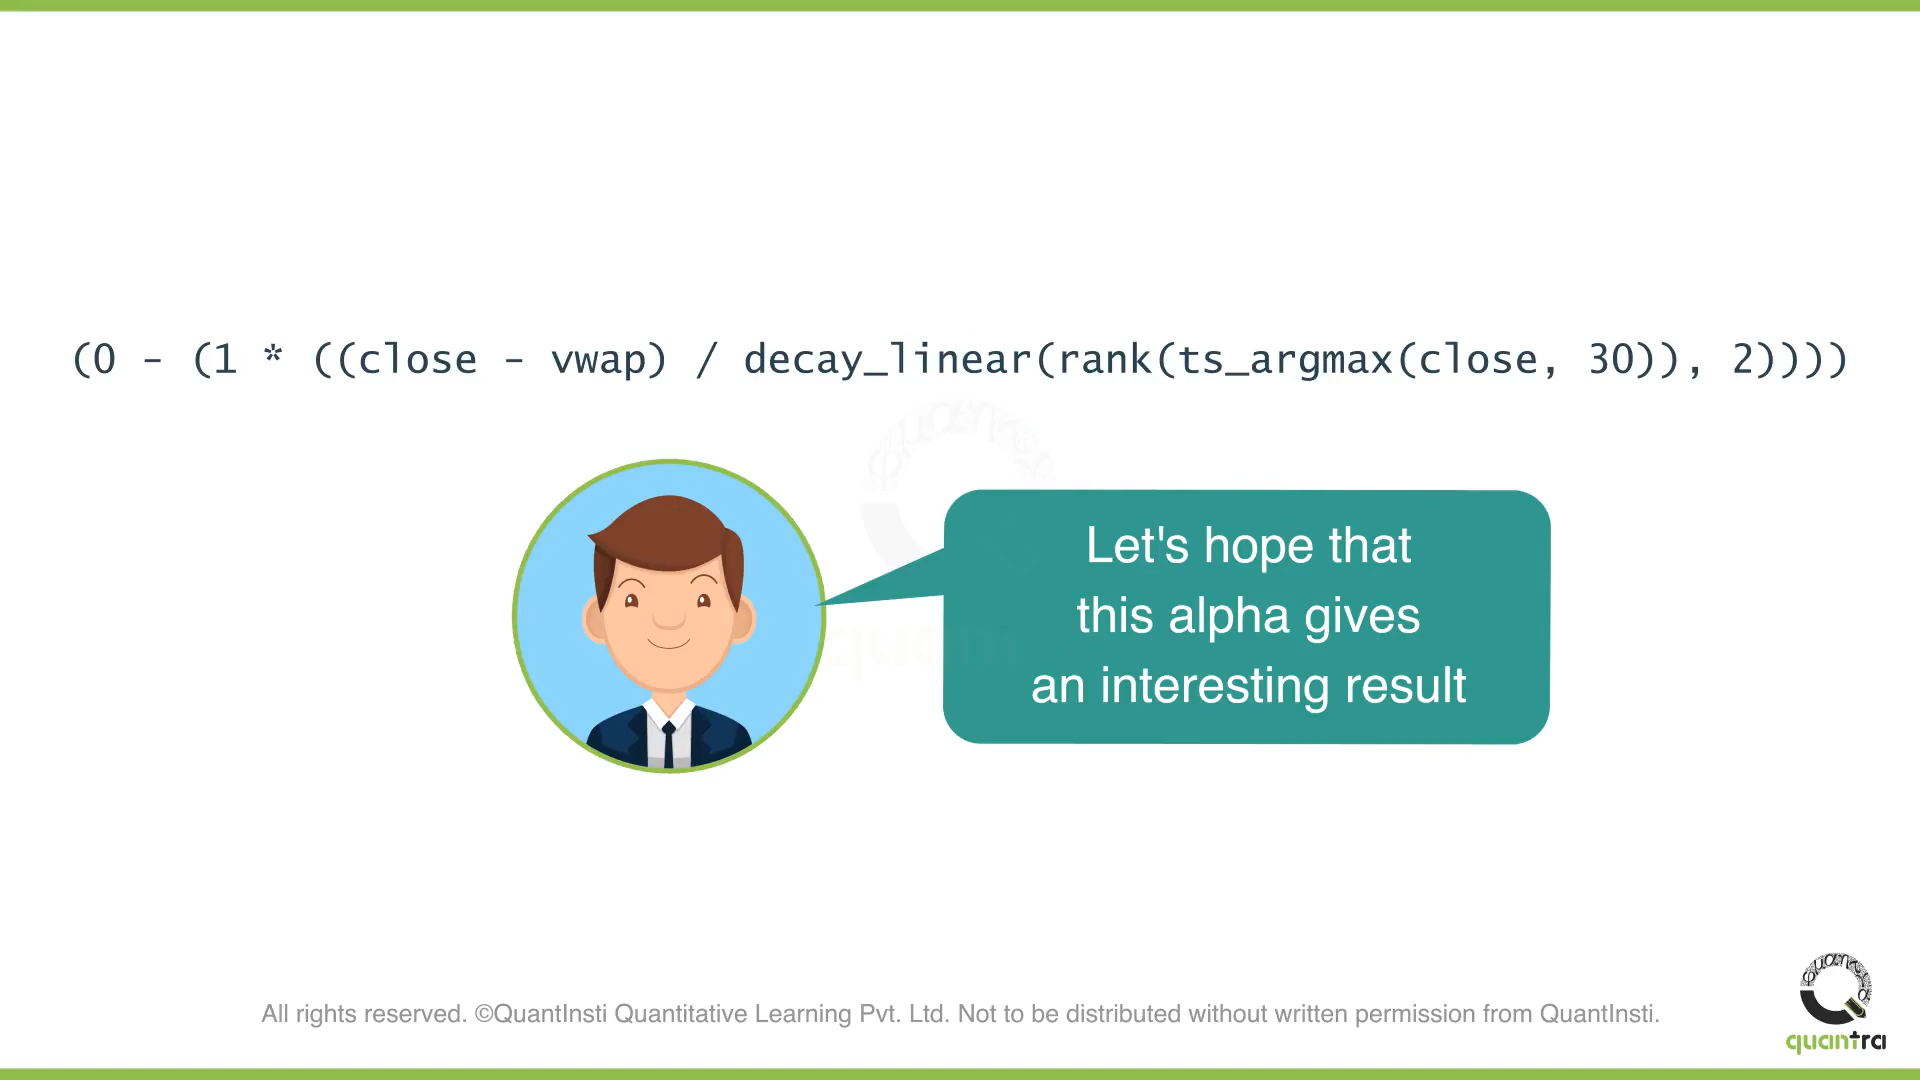 (0 - (1 * ((close - vwap) / decay_linear(rank(ts_argmax(close, 30)), 2))))
Let's hope that
this alpha gives
an interesting result
All rights reserved. ©QuantInsti Quantitative Learning Pvt. Ltd. Not to be distributed without written permission from QuantInsti.
quantra